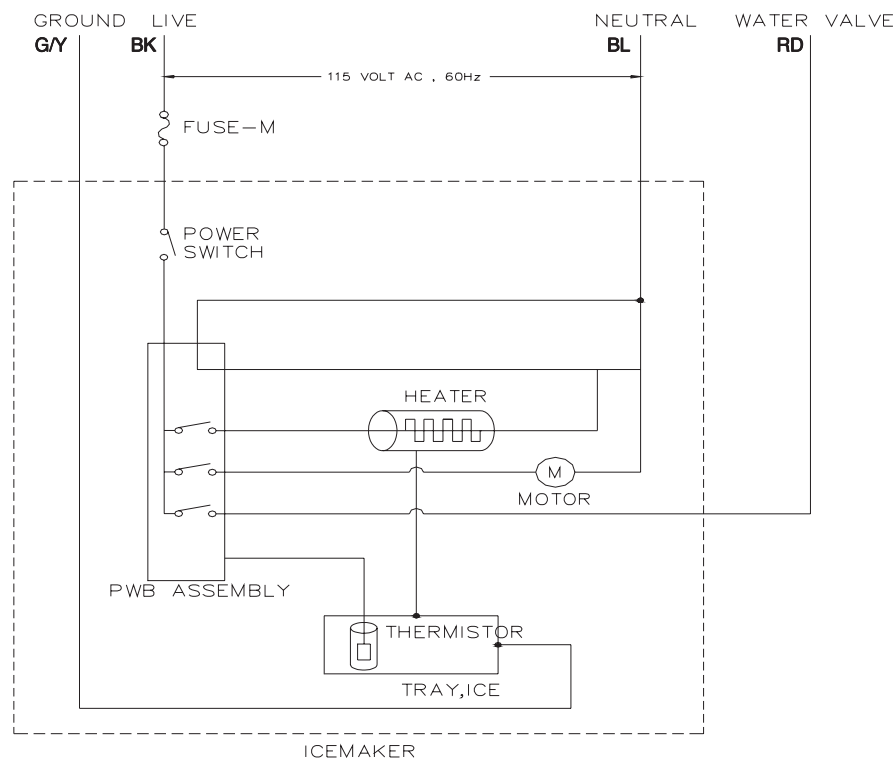 GROUND LIVE NEUTRAL WATER VALVE
G/Y BK BL RD
115 VOLT AC , 60Hz
FUSE-M
POWER
SWITCH
HEATER
M
MOTOR
PWB ASSEMBLY
THERMISTOR
TRAY,ICE
ICEMAKER